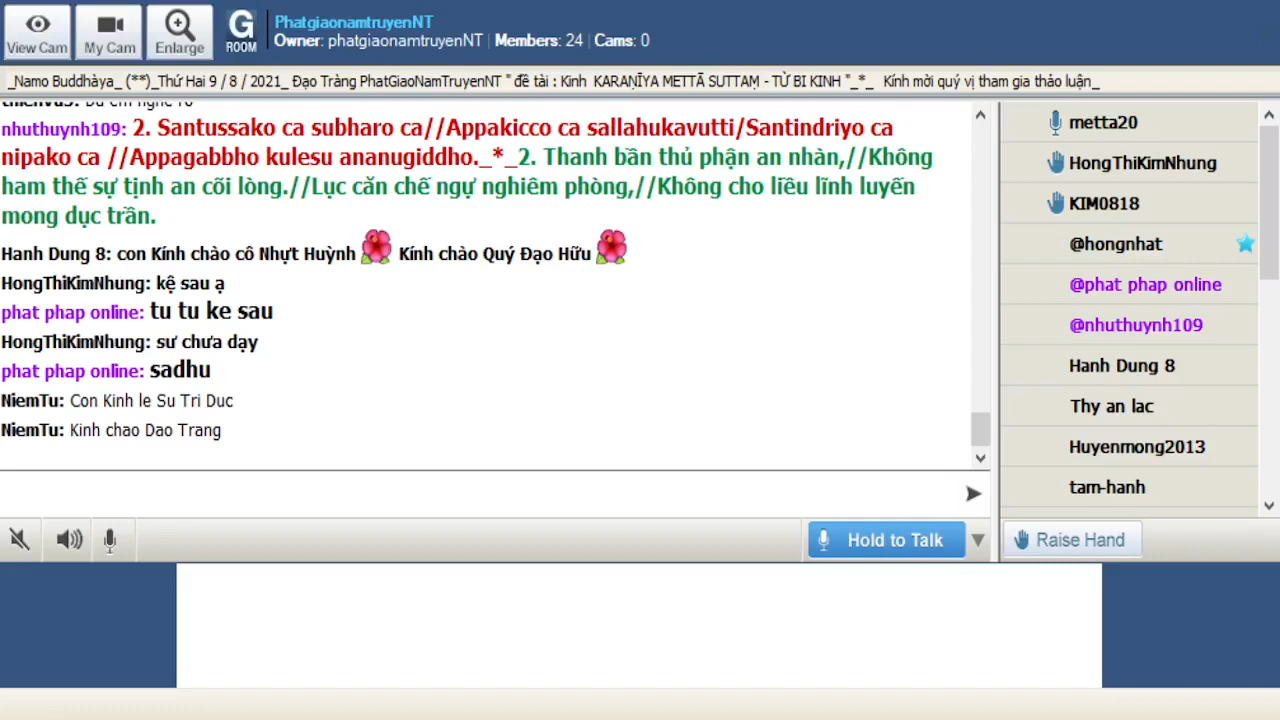 View Cam
My Cam
Enlarge
G
ROOM
PhatgiaonamtruyenNT
Owner: phatgiaonamtruyenNT | Members: 24 | Cams: 0
_Namo Buddhàya_ (**)_Thứ Hai 9 / 8 / 2021_ Đạo Tràng PhatGiaoNamTruyenNT " đề tài : Kinh KARAṆĪYA METTĀ SUTTAṂ - TỪ BI KINH "_*_ Kính mời quý vị tham gia thảo luận_
nhuthuynh109: 2. Santussako ca subharo ca//Appakicco ca sallahukavutti/Santindriyo ca
nipako ca //Appagabbho kulesu ananugiddho._*_2. Thanh bần thủ phận an nhàn,//Không
ham thế sự tịnh an cõi lòng.//Lục căn chế ngự nghiêm phòng,//Không cho liều lĩnh luyến
mong dục trần.
Hanh Dung 8: con Kính chào cô Nhựt Huỳnh Kính chào Quý Đạo Hữu
HongThiKimNhung: kệ sau ạ
phat phap online: tu tu ke sau
HongThiKimNhung: sư chưa dạy
phat phap online: sadhu
NiemTu: Con Kinh le Su Tri Duc
NiemTu: Kinh chao Dao Trang
metta20
HongThiKimNhung
KIM0818
@hongnhat
@phat phap online
@nhuthuynh109
Hanh Dung 8
Thy an lac
Huyenmong2013
tam-hanh
Hold to Talk
Raise Hand